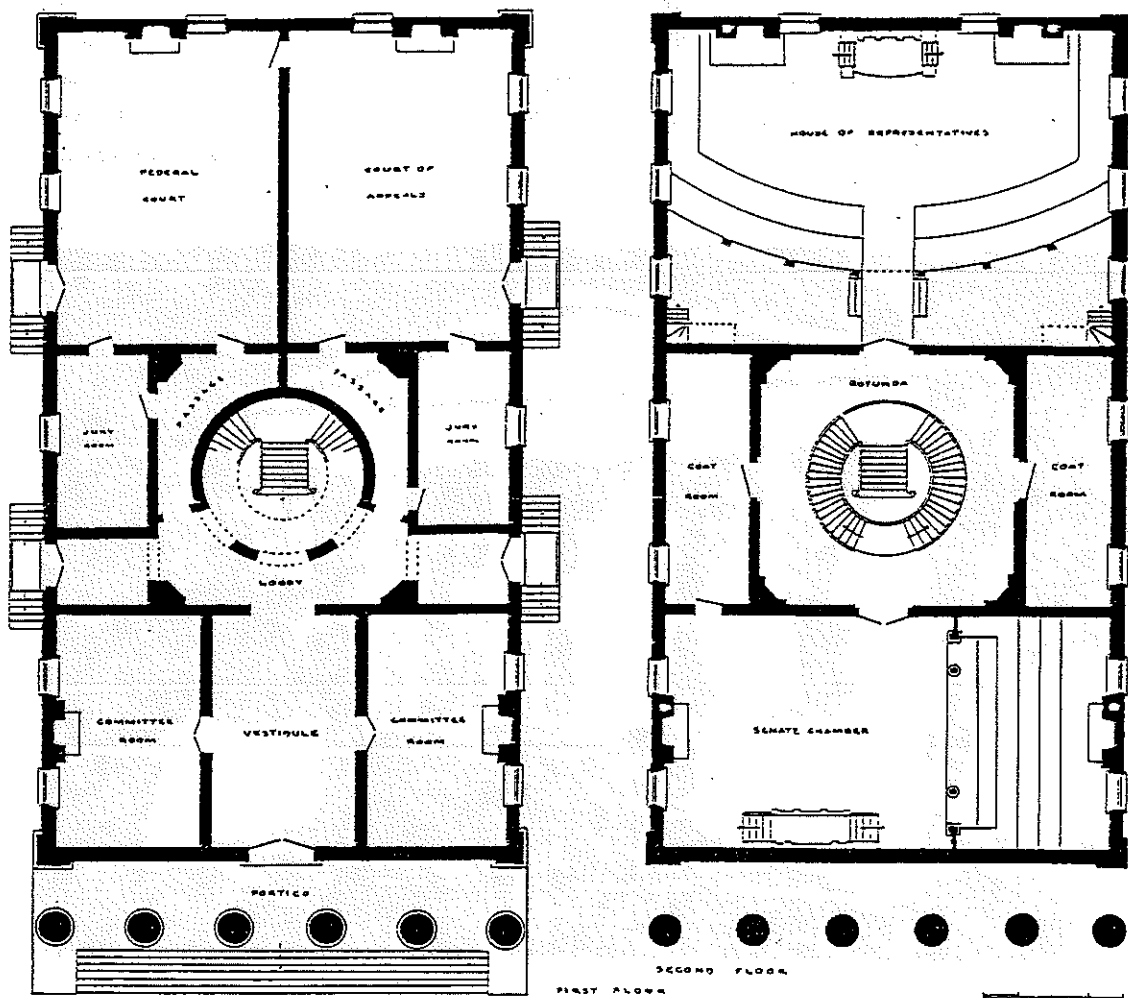 FEDERAL
COURT
COURT OF
APPEALS
PASSAGE
PASSAGE
JURY
ROOM
JURY
ROOM
LOBBY
COMMITTEE
ROOM
VESTIBULE
COMMITTEE
ROOM
PORTICO
FIRST FLOOR
HOUSE OF REPRESENTATIVES
ROTUNDA
COAT
ROOM
COAT
ROOM
SENATE CHAMBER
SECOND FLOOR